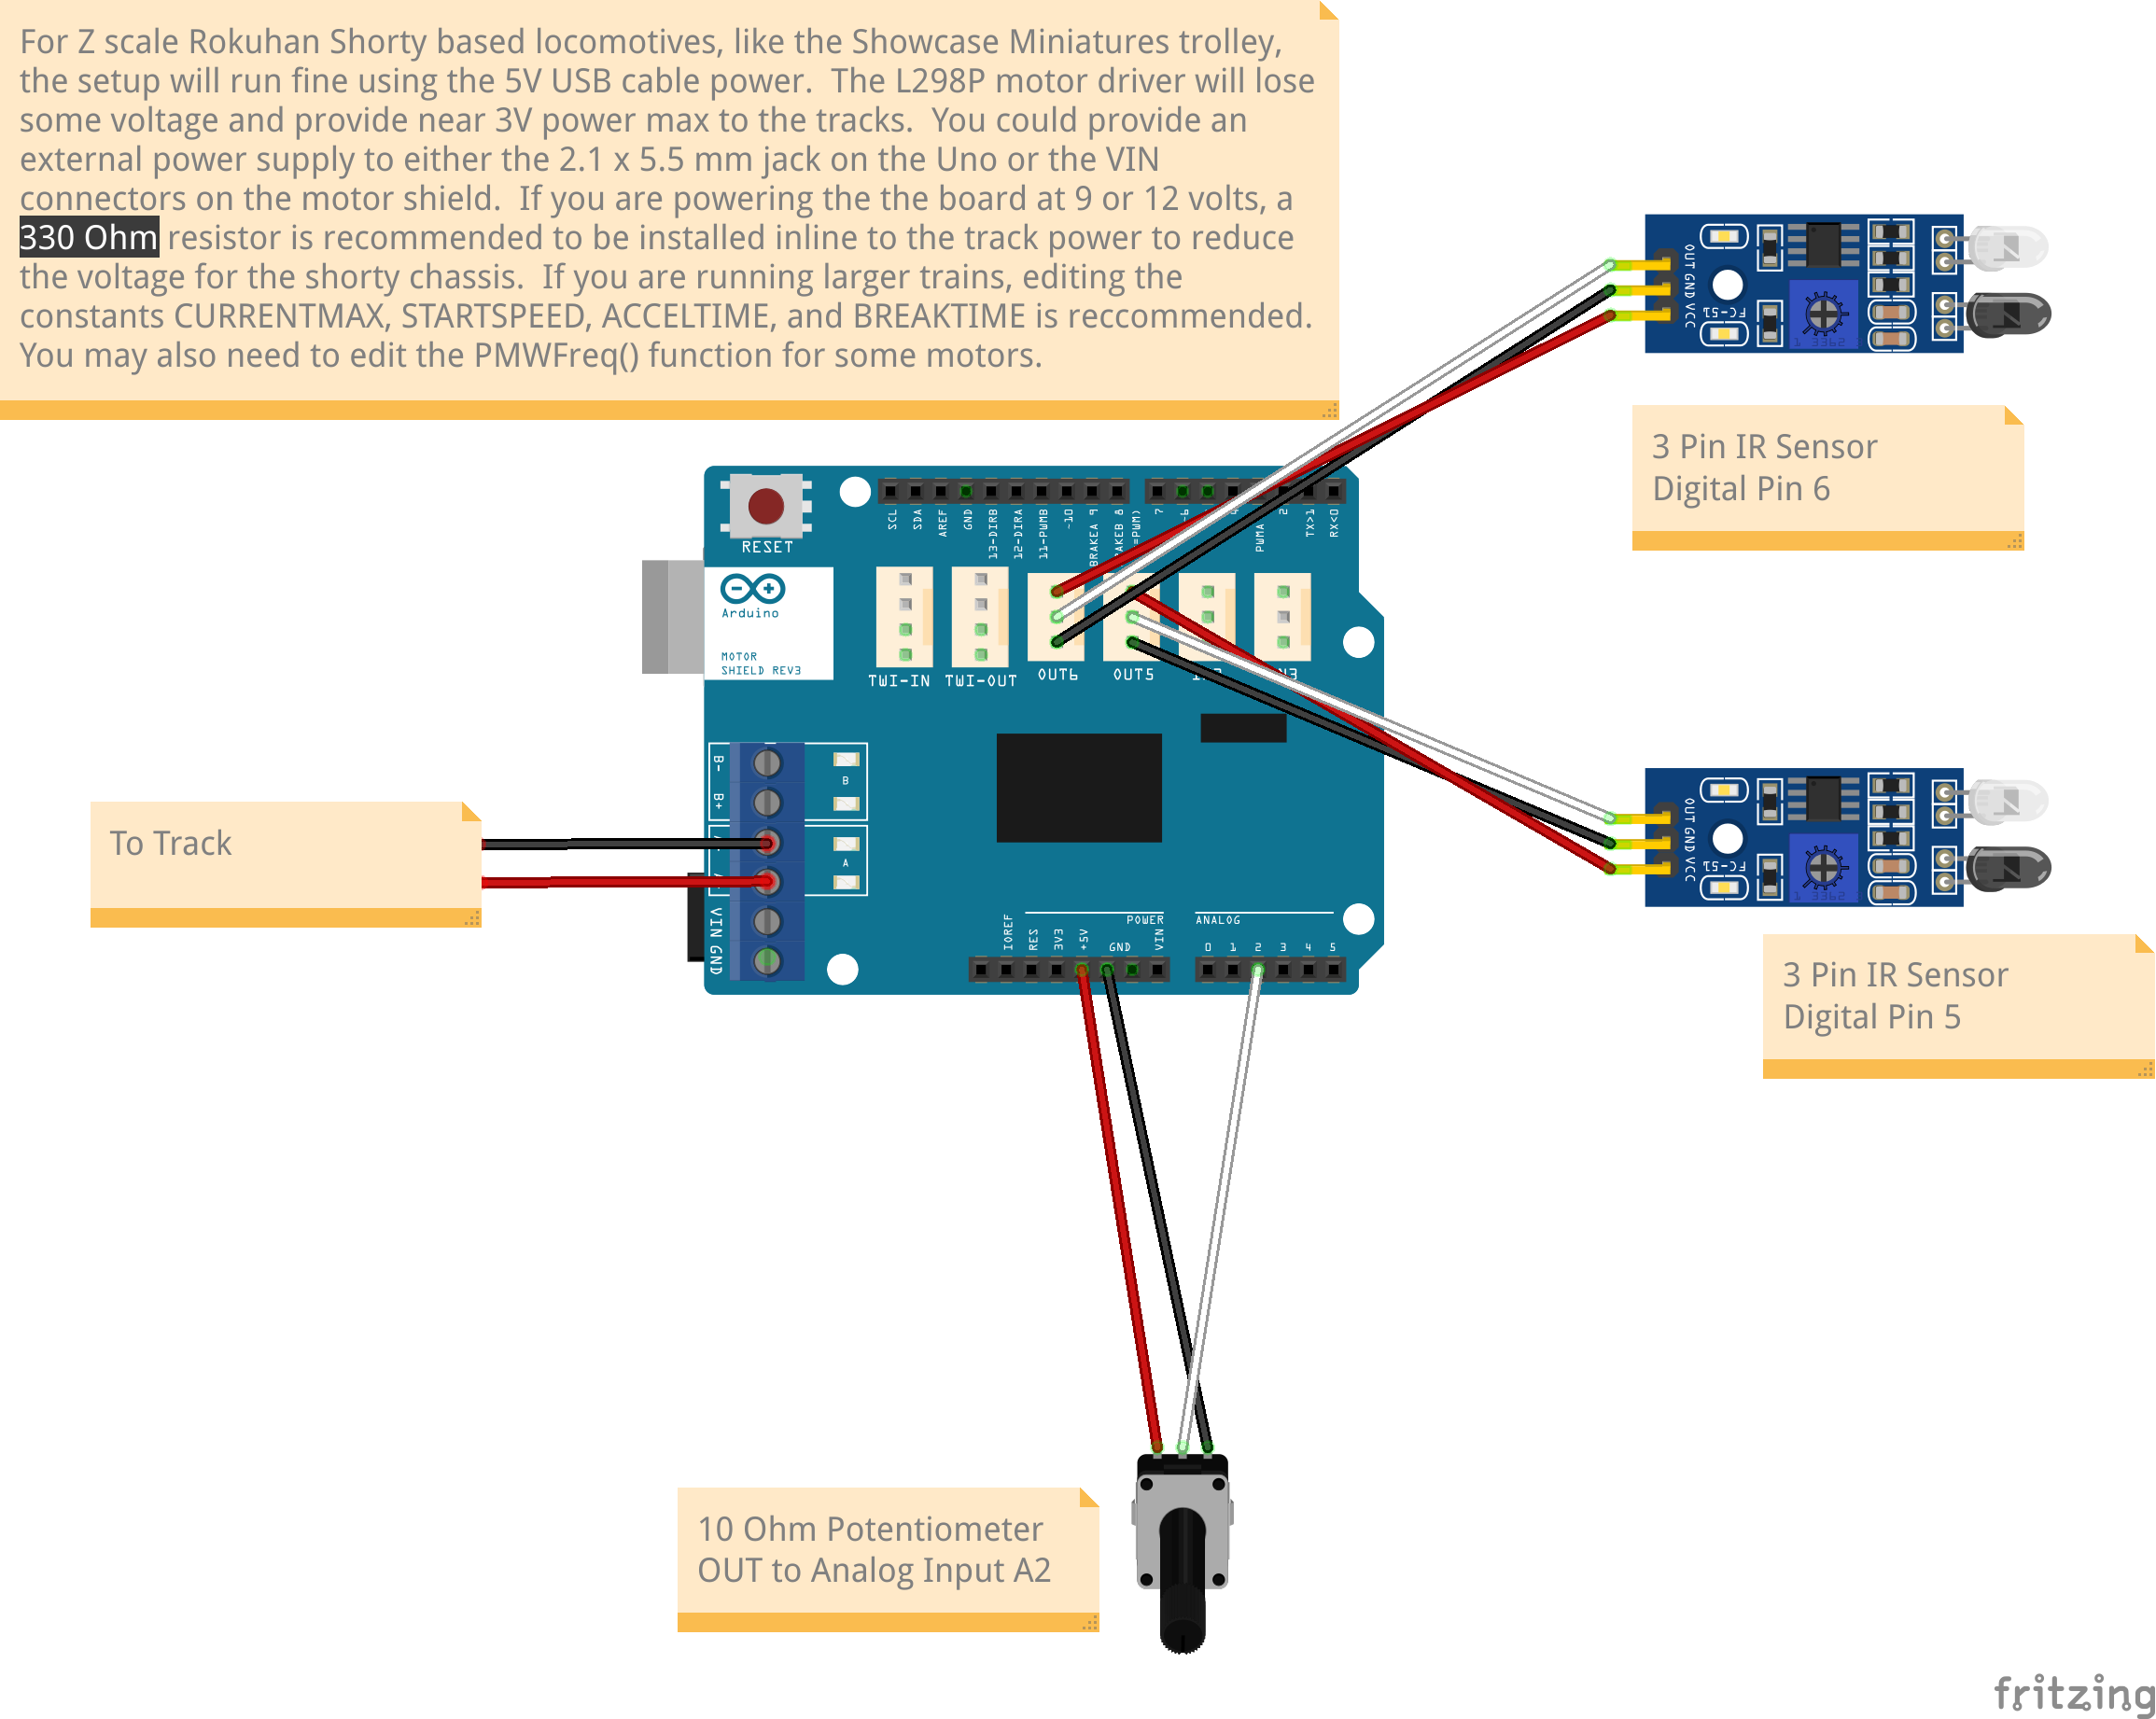 For Z scale Rokuhan Shorty based locomotives, like the Showcase Miniatures trolley,
the setup will run fine using the 5V USB cable power.  The L298P motor driver will lose
some voltage and provide near 3V power max to the tracks.  You could provide an
external power supply to either the 2.1 x 5.5 mm jack on the Uno or the VIN
connectors on the motor shield.  If you are powering the the board at 9 or 12 volts, a
330 Ohm resistor is recommended to be installed inline to the track power to reduce
the voltage for the shorty chassis.  If you are running larger trains, editing the
constants CURRENTMAX, STARTSPEED, ACCELTIME, and BREAKTIME is reccommended.
You may also need to edit the PMWFreq() function for some motors.
OUT GND VCC
FC-51
3362
3 Pin IR Sensor
Digital Pin 6
RESET
SCL
SDA
AREF
GND
13-DIRB
12-DIRA
11-PWMB
~10
BRAKEA 9
8
7
~6
4
PWMA
2
TX>1
RX<0
Arduino
MOTOR
SHIELD REV3
TWI-IN
TWI-OUT
OUT6
OUT5
B-
B+
B
A
VIN GND
To Track
OUT GND VCC
FC-51
3362
3 Pin IR Sensor
Digital Pin 5
POWER
ANALOG
IOREF
RES
3V3
+5V
GND
VIN
0
1
2
3
4
5
10 Ohm Potentiometer
OUT to Analog Input A2
fritzing